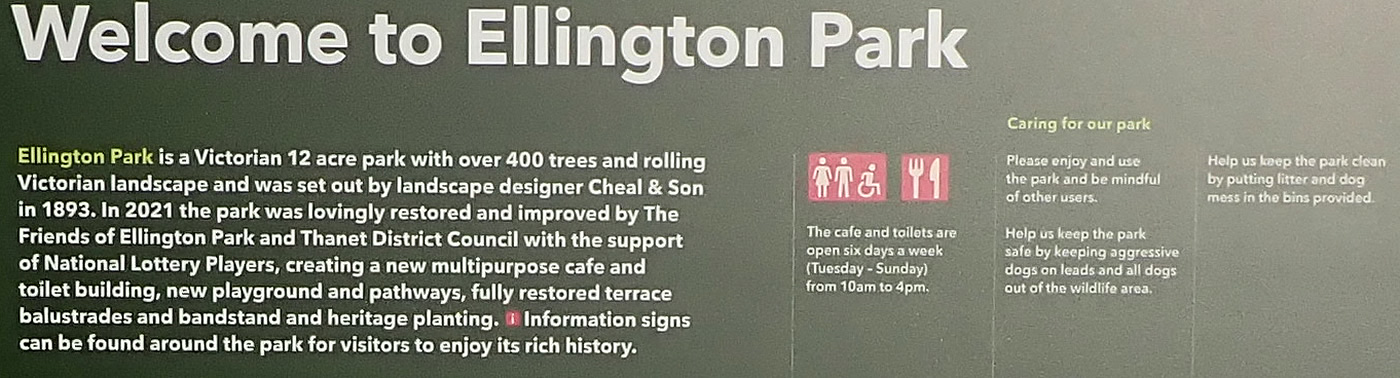 Welcome to Ellington Park
Ellington Park is a Victorian 12 acre park with over 400 trees and rolling
Victorian landscape and was set out by landscape designer Cheal & Son
in 1893. In 2021 the park was lovingly restored and improved by The
Friends of Ellington Park and Thanet District Council with the support
of National Lottery Players, creating a new multipurpose cafe and
toilet building, new playground and pathways, fully restored terrace
balustrades and bandstand and heritage planting. i Information signs
can be found around the park for visitors to enjoy its rich history.
The cafe and toilets are
open six days a week
(Tuesday - Sunday)
from 10am to 4pm.
Caring for our park
Please enjoy and use
the park and be mindful
of other users.
Help us keep the park
safe by keeping aggressive
dogs on leads and all dogs
out of the wildlife area.
Help us keep the park clean
by putting litter and dog
mess in the bins provided.